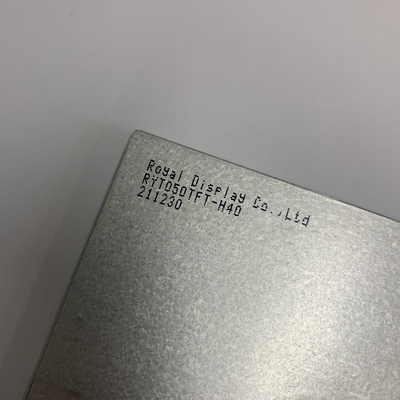 Royal Display Co.,Ltd
RYT050TFT-H40
211230